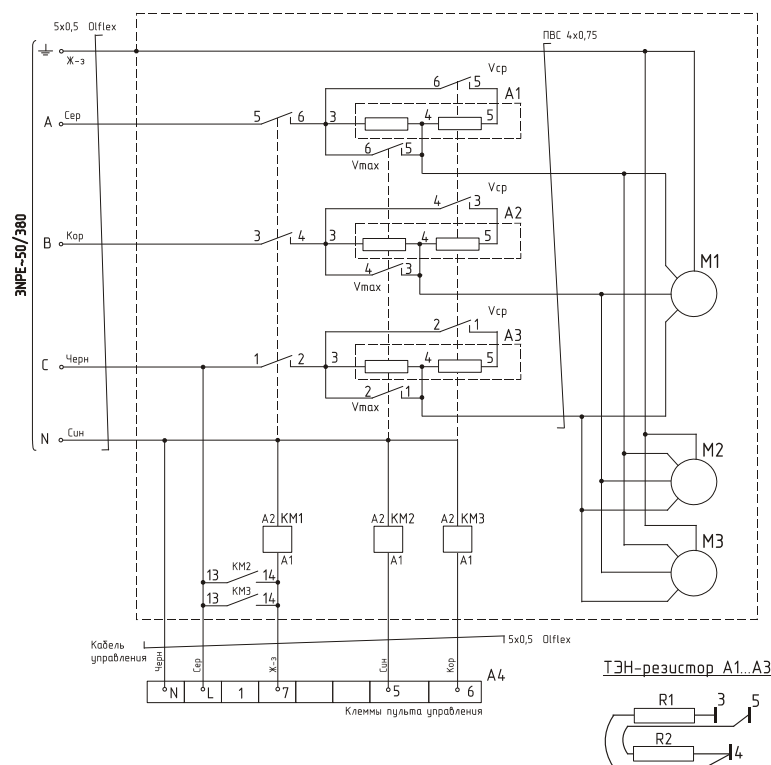 5x0,5 Olflex
ПВС 4x0,75
Ж-з
Vср
6 5
A1
A Сер
5 6 3 4 5
6 5
Vmax
Vср
4 3
A2
B Кор
3 4 3 4 5
4 3
Vmax
M1
3NPE~50/380
Vср
2 1
A3
C Черн
1 2 3 4 5
2 1
Vmax
N Син
M2
A2 KM1 A2 KM2 A2 KM3
A1 A1 A1
M3
KM2
13 14
KM3
13 14
Кабель
управления
5x0,5 Olflex
Черн Сер Ж-з Син Кор
A4
N L 1 7 5 6
Клеммы пульта управления
ТЭН-резистор A1...A3
R1 3 5
R2 4